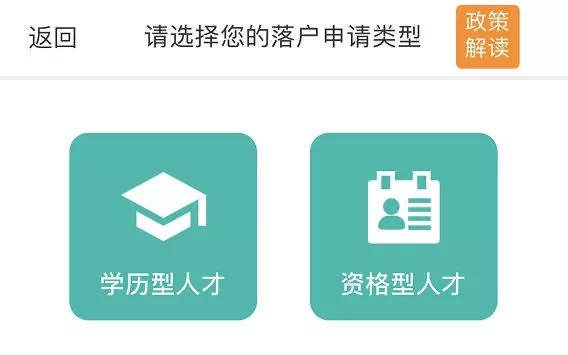 返回
请选择您的落户申请类型
政策
解读
学历型人才
资格型人才